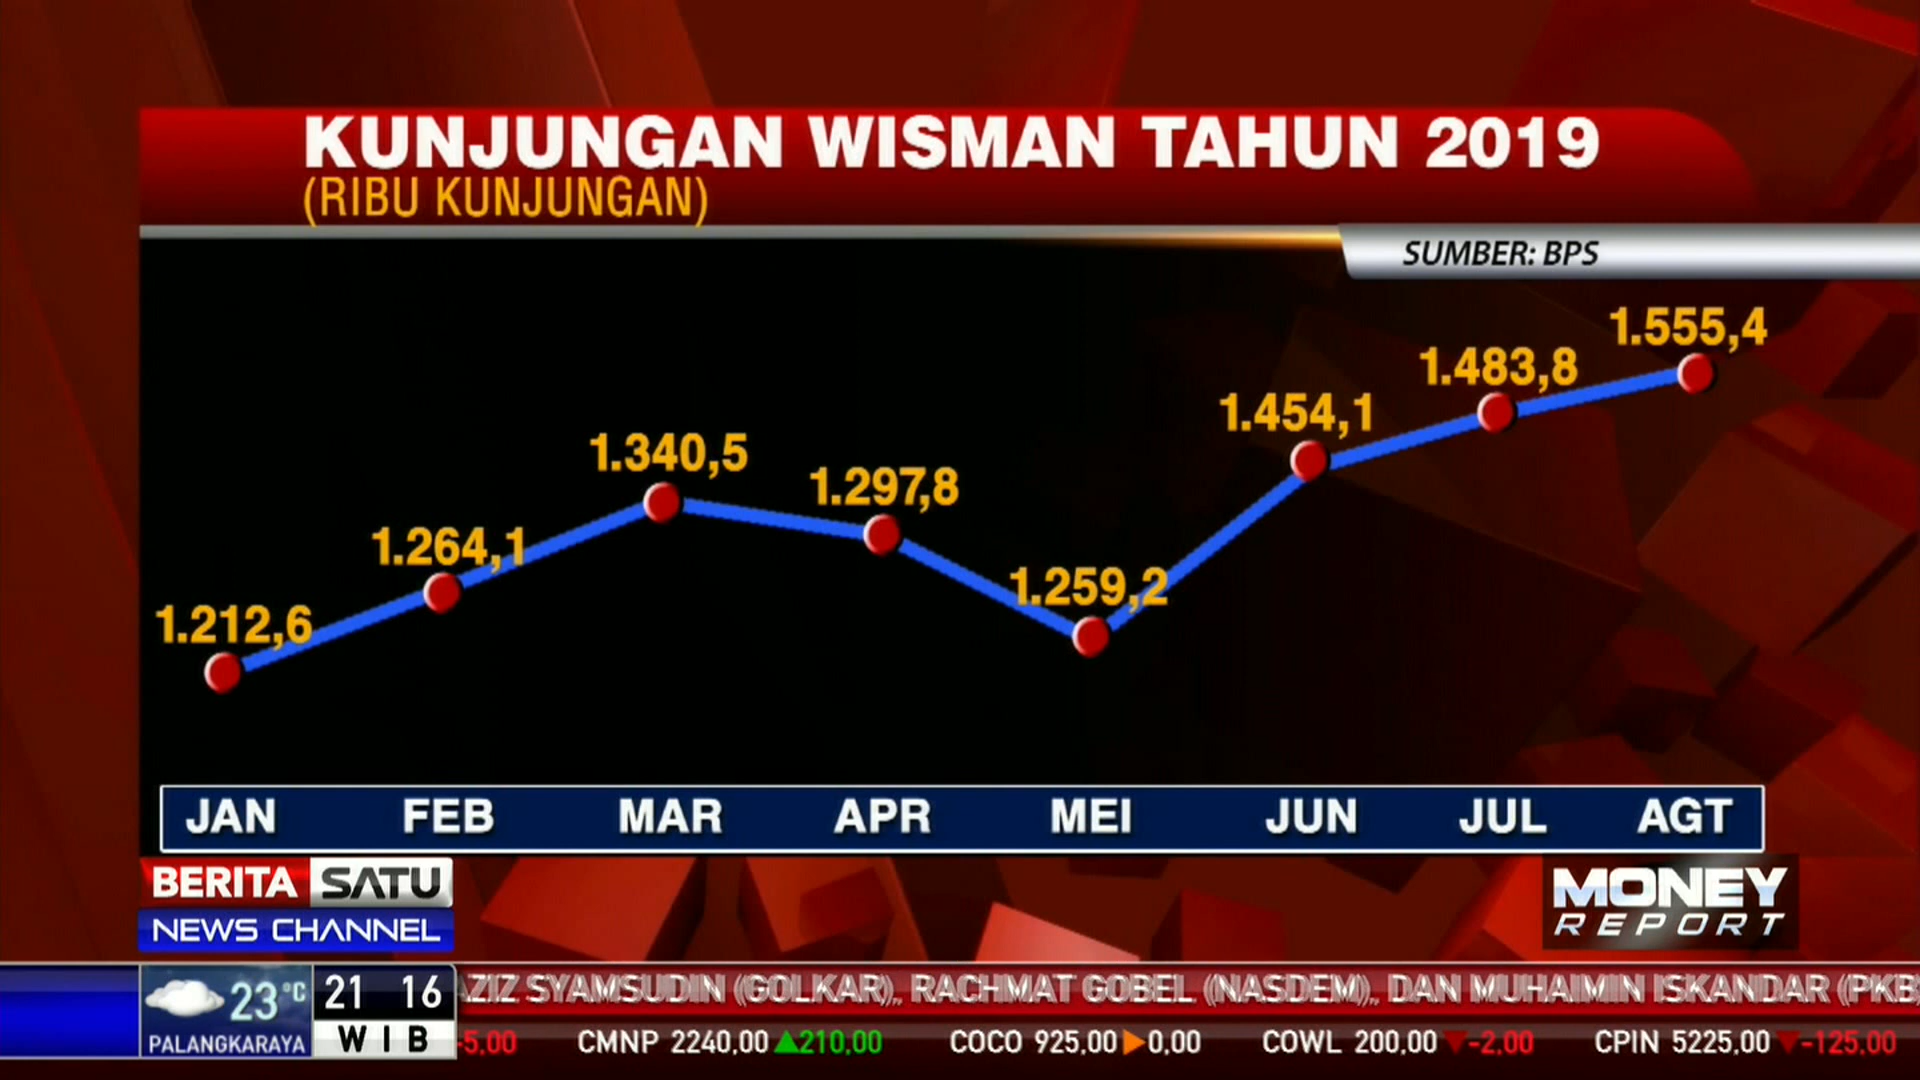 KUNJUNGAN WISMAN TAHUN 2019
(RIBU KUNJUNGAN)
SUMBER: BPS
1.212,6
1.264,1
1.340,5
1.297,8
1.259,2
1.454,1
1.483,8
1.555,4
JAN FEB MAR APR MEI JUN JUL AGT
BERITA SATU
NEWS CHANNEL
MONEY
REPORT
23°C
PALANGKARAYA
21 16
WIB
AZIZ SYAMSUDIN (GOLKAR), RACHMAT GOBEL (NASDEM), DAN MUHAIMIN ISKANDAR (PKB)
-5,00 CMNP 2240,00 ▲210,00 COCO 925,00 ▶0,00 COWL 200,00 ▼-2,00 CPIN 5225,00 ▼-125,00